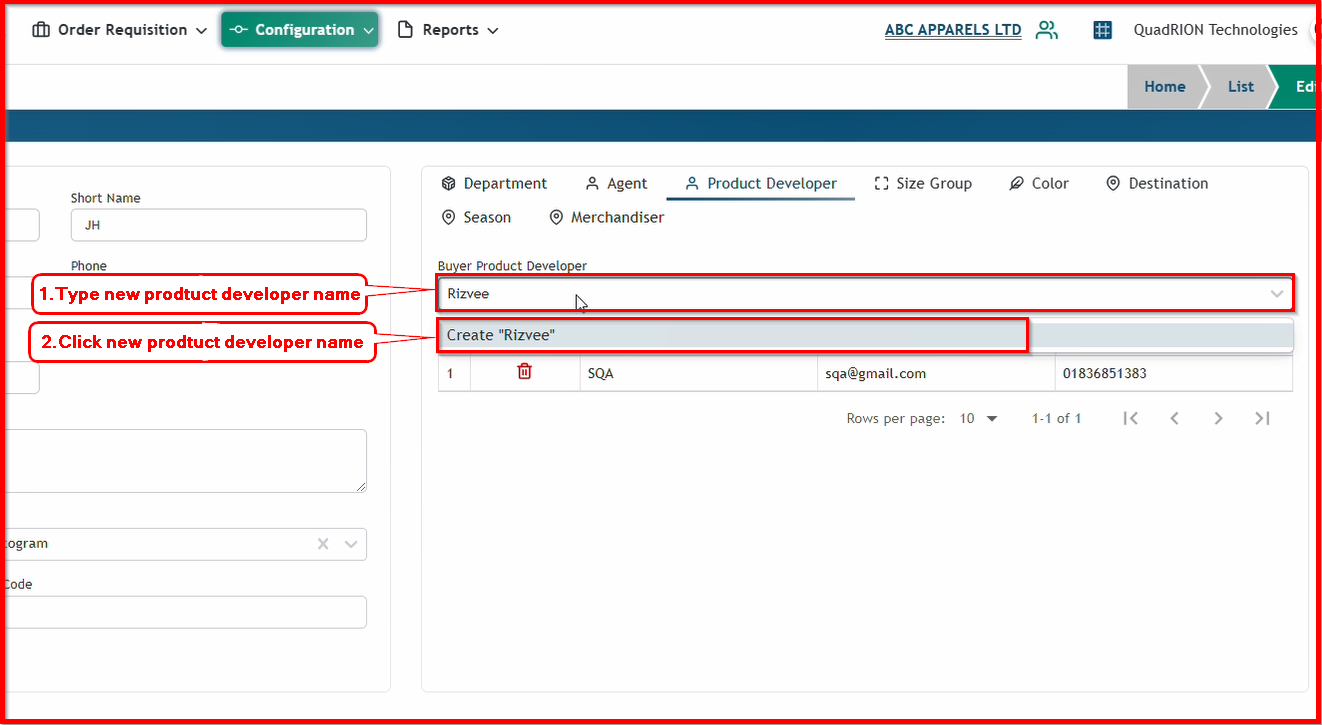 Order Requisition
Configuration
Reports
ABC APPARELS LTD
QuadRION Technologies
Home
List
Short Name
JH
Phone
Code
Department
Agent
Product Developer
Size Group
Color
Destination
Season
Merchandiser
Buyer Product Developer
1.Type new prodtuct developer name
Rizvee
2.Click new prodtuct developer name
Create "Rizvee"
1 SQA sqa@gmail.com 01836851383
Rows per page: 10 1-1 of 1